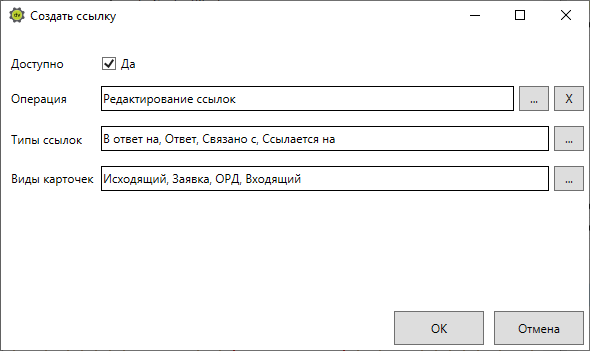 Создать ссылку
Доступно Да
Операция Редактирование ссылок ... X
Типы ссылок В ответ на, Ответ, Связано с, Ссылается на ...
Виды карточек Исходящий, Заявка, ОРД, Входящий ...
ОК Отмена